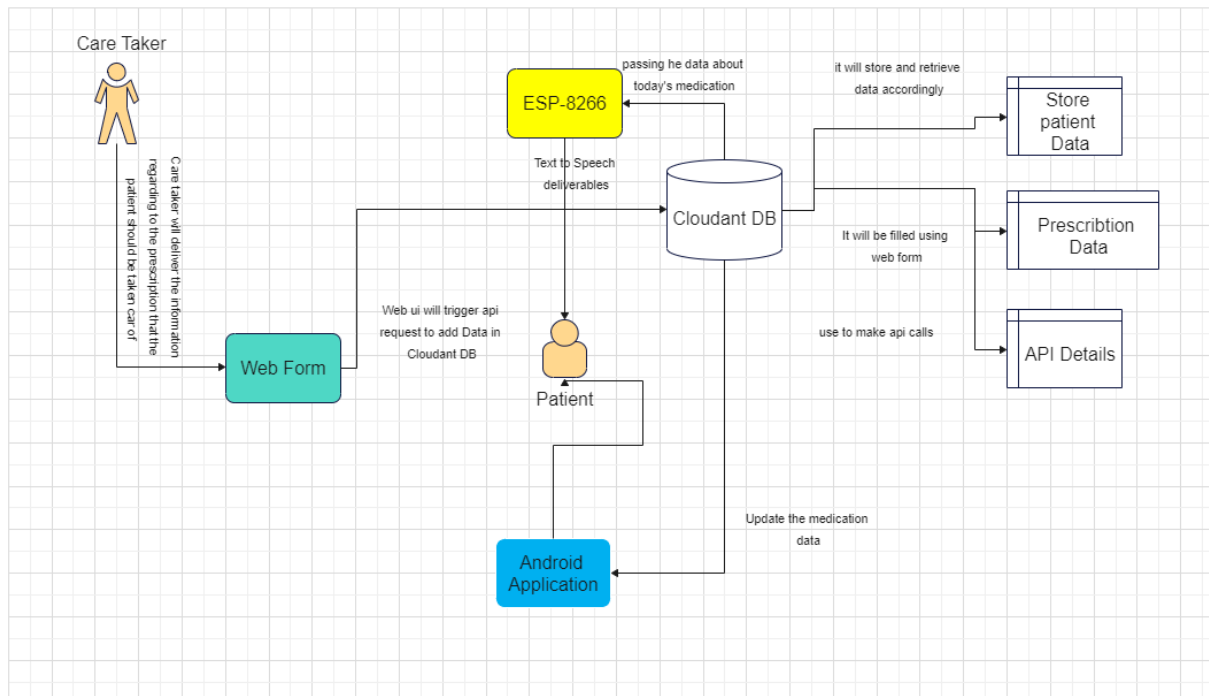 Care Taker
Care taker will deliver the information
regarding to the prescription that the
patient should be taken car of
Web Form
Web ui will trigger api
request to add Data in
Cloudant DB
ESP-8266
passing he data about
today's medication
Text to Speech
deliverables
Patient
Android
Application
Cloudant DB
Update the medication
data
it will store and retrieve
data accordingly
Store
patient
Data
It will be filled using
web form
Prescribtion
Data
use to make api calls
API Details